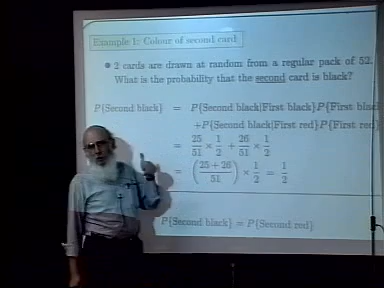 Example 1: Colour of second card
• 2 cards are drawn at random from a regular pack of 52.
What is the probability that the second card is black?
P{Second black} = P{Second black|First black}P{First black
+P{Second black|First red}P{First red}
= 25/51 × 1/2 + 26/51 × 1/2
= (25 + 26 / 51) × 1/2 = 1/2
P{Second black} = P{Second red}